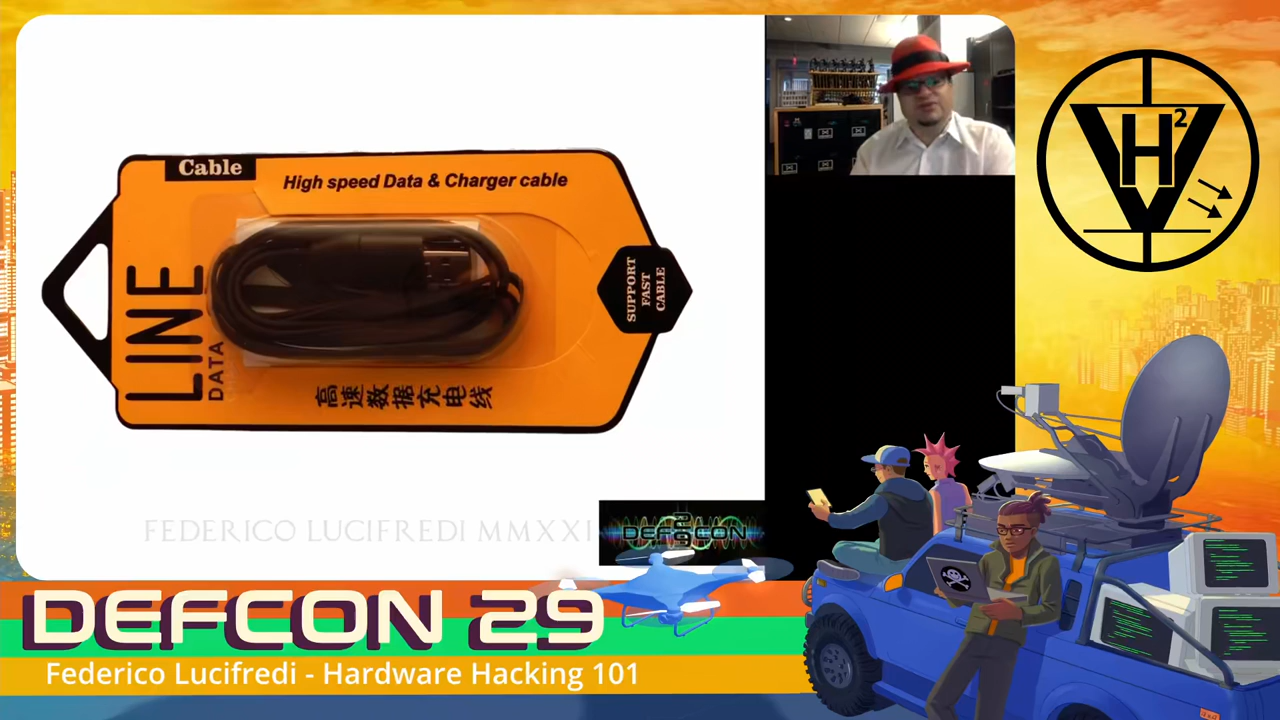 Cable
High speed Data & Charger cable
LINE
DATA
SUPPORT
FAST
CABLE
高速数据充电线
FEDERICO LUCIFREDI MMXXI
DEFCON
H2
V
DEFCON 29
Federico Lucifredi - Hardware Hacking 101